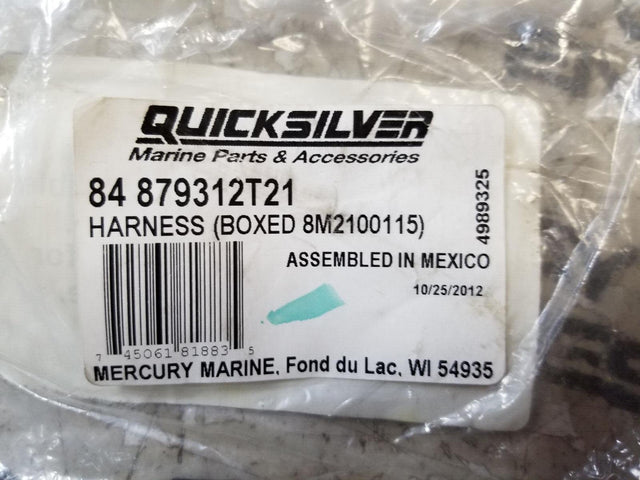 QUICKSILVER
Marine Parts & Accessories
84 879312T21
HARNESS (BOXED 8M2100115)
4989325
ASSEMBLED IN MEXICO
10/25/2012
7 45061 81883 5
MERCURY MARINE, Fond du Lac, WI 54935